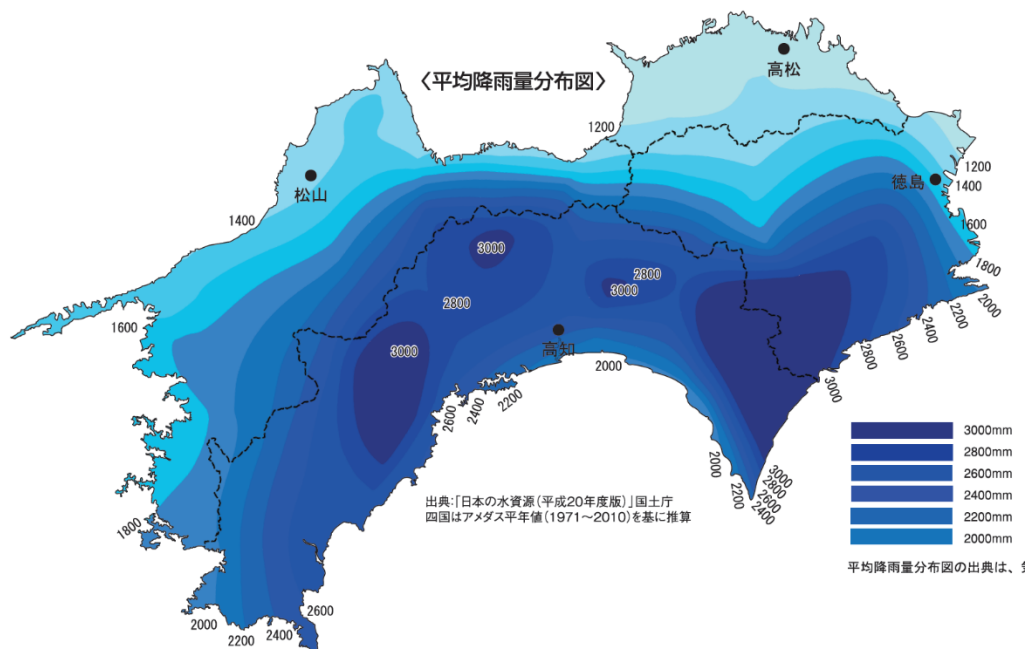 〈平均降雨量分布図〉
高松
1200
松山
徳島
1200
1400
1400
1600
1800
2000
3000
2800
3000
2800
1600
3000
高知
2000
2200
2400
2600
2800
3000
2600
2400
2200
2000
2200
3000
2800
2600
2400
1800
2000
2200
2400
2600
出典:「日本の水資源(平成20年度版)」国土庁
四国はアメダス平年値(1971~2010)を基に推算
3000mm
2800mm
2600mm
2400mm
2200mm
2000mm
平均降雨量分布図の出典は、